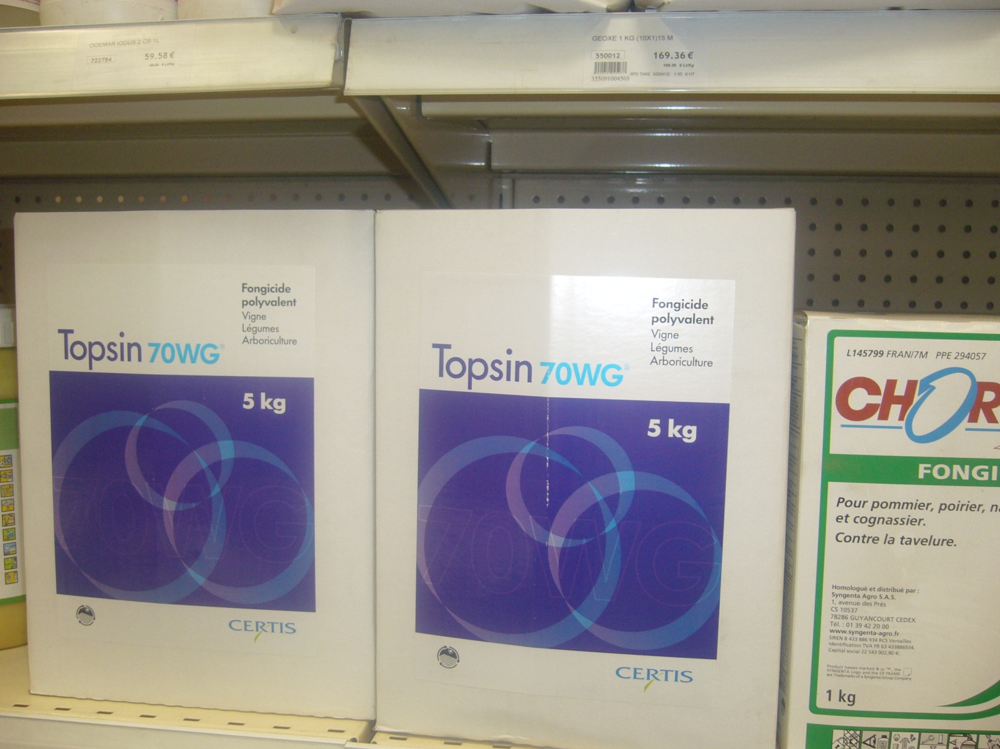 GOEMAR IODUS 2 CS 1L
722784
59.58 €
GEOXE 1 KG (10X1)15 M
550012
169.36 €
169.36 € Le/Kg
355091004503
RPD TAXE 9300412 1.00 € HT
Fongicide
polyvalent
Vigne
Légumes
Arboriculture
Topsin 70WG®
5 kg
70WG
CERTIS
Fongicide
polyvalent
Vigne
Légumes
Arboriculture
Topsin 70WG®
5 kg
70WG
CERTIS
L145799 FRAN/7M PPE 294057
CHOR
FONGI
Pour pommier, poirier, na
et cognassier.
Contre la tavelure.
Homologué et distribué par :
Syngenta Agro S.A.S.
1, avenue des Prés
CS 10537
78286 GUYANCOURT CEDEX
Tél. : 01 39 42 20 00
www.syngenta-agro.fr
SIREN B 433 886 934 RCS Versailles
Identification TVA FR 63 433886934.
Capital social 22 543 902,80 €.
Product names marked ® or ™, the
SYNGENTA Logo and the CP FRAME
are Trademarks of a Syngenta Group Company
1 kg